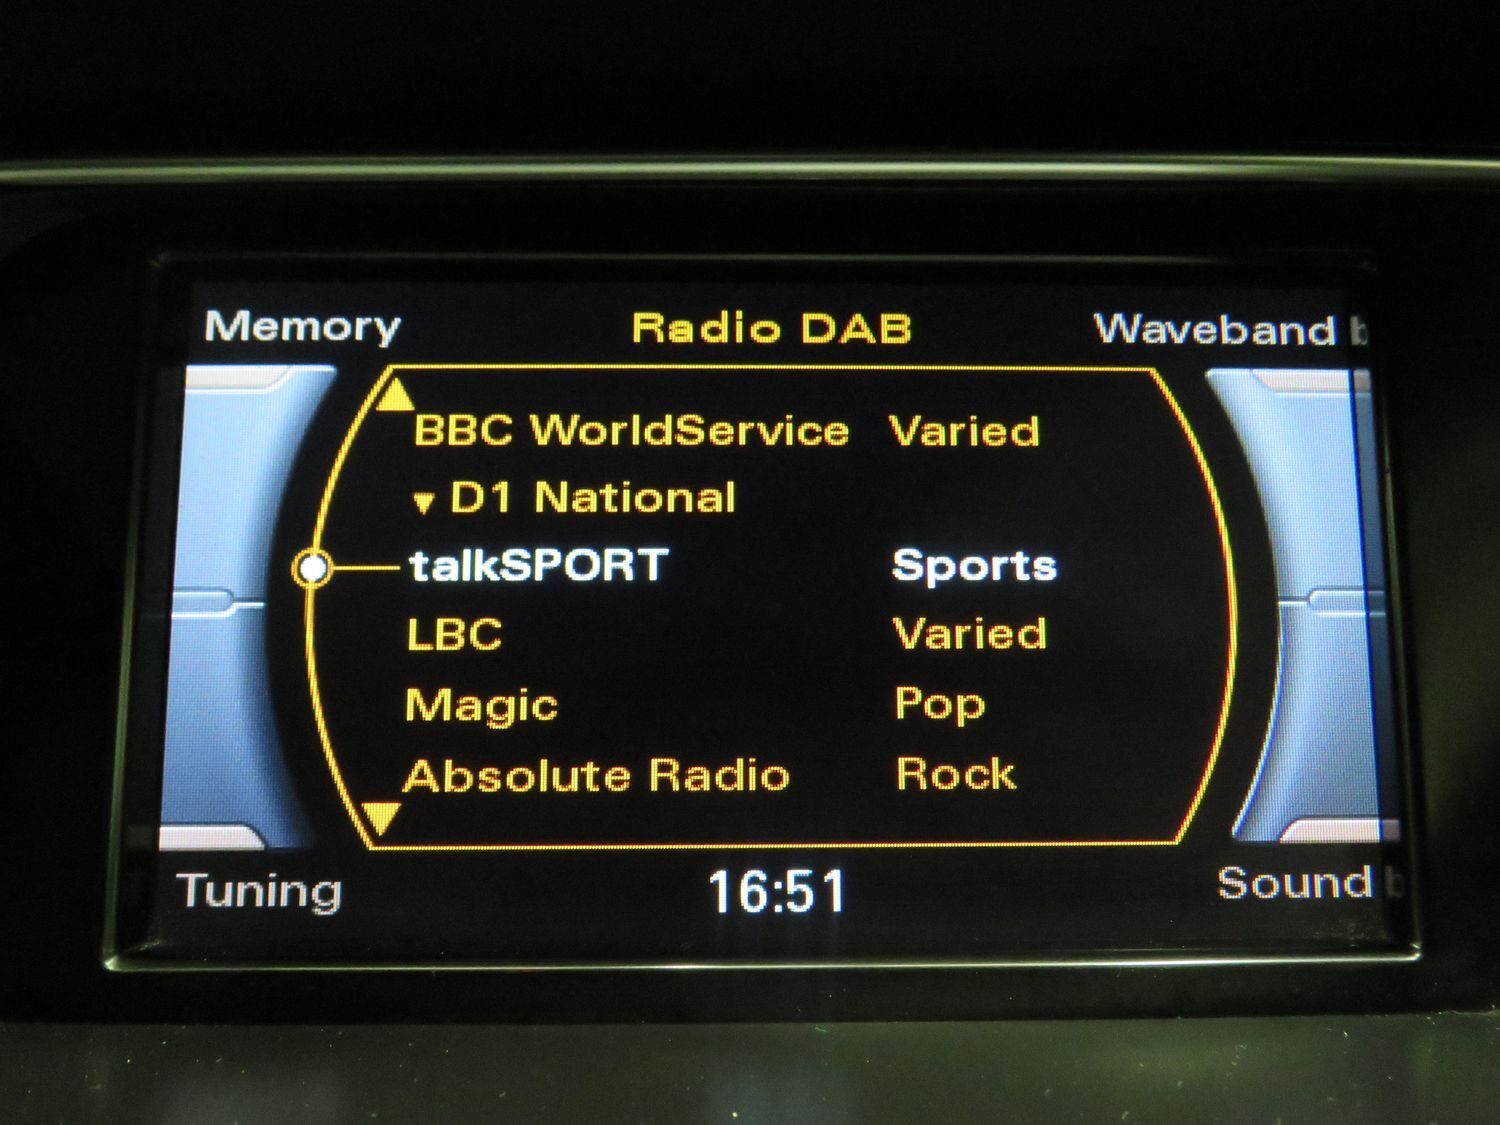 Memory Radio DAB Waveband
BBC WorldService Varied
▼ D1 National
talkSPORT Sports
LBC Varied
Magic Pop
Absolute Radio Rock
Tuning 16:51 Sound